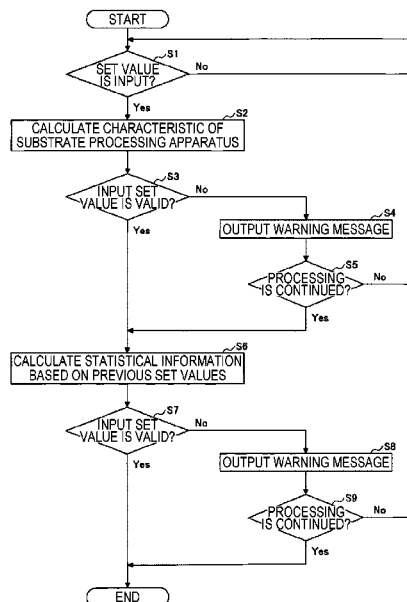 START
S1
SET VALUE
IS INPUT?
No
Yes
S2
CALCULATE CHARACTERISTIC OF
SUBSTRATE PROCESSING APPARATUS
S3
INPUT SET
VALUE IS VALID?
No
Yes
S4
OUTPUT WARNING MESSAGE
S5
PROCESSING
IS CONTINUED?
No
Yes
S6
CALCULATE STATISTICAL INFORMATION
BASED ON PREVIOUS SET VALUES
S7
INPUT SET
VALUE IS VALID?
No
Yes
S8
OUTPUT WARNING MESSAGE
S9
PROCESSING
IS CONTINUED?
No
Yes
END